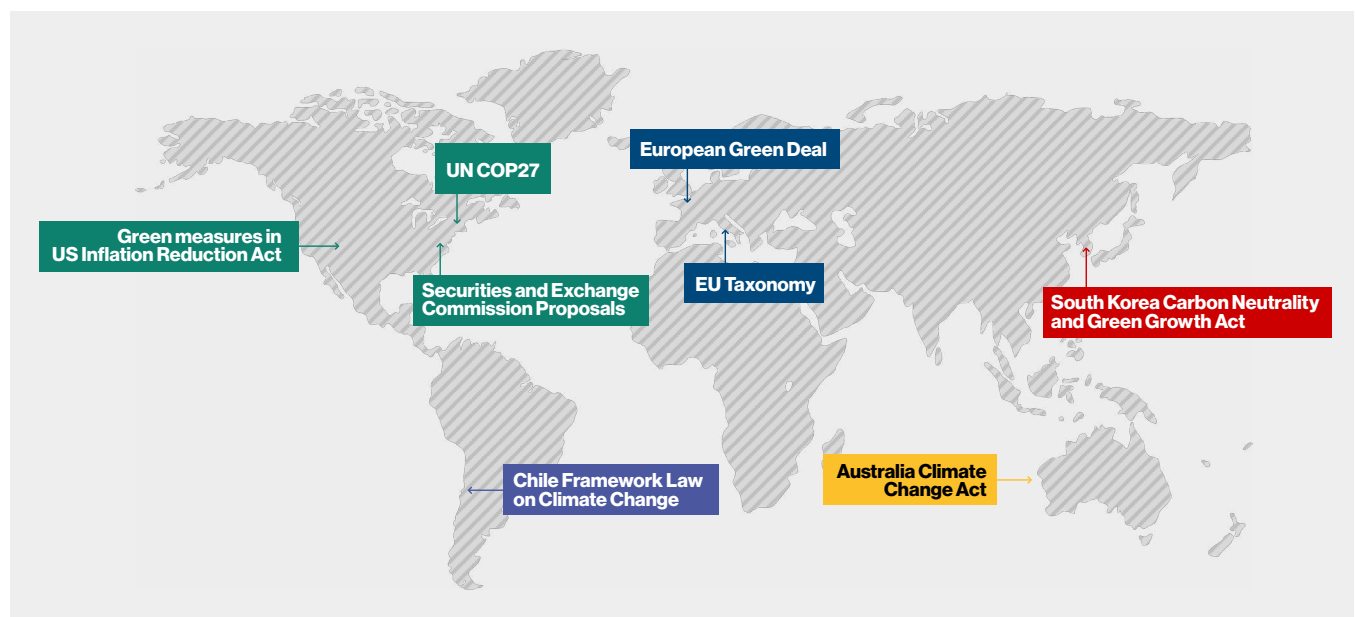 European Green Deal
UN COP27
Green measures in
US Inflation Reduction Act
Securities and Exchange
Commission Proposals
EU Taxonomy
South Korea Carbon Neutrality
and Green Growth Act
Chile Framework Law
on Climate Change
Australia Climate
Change Act